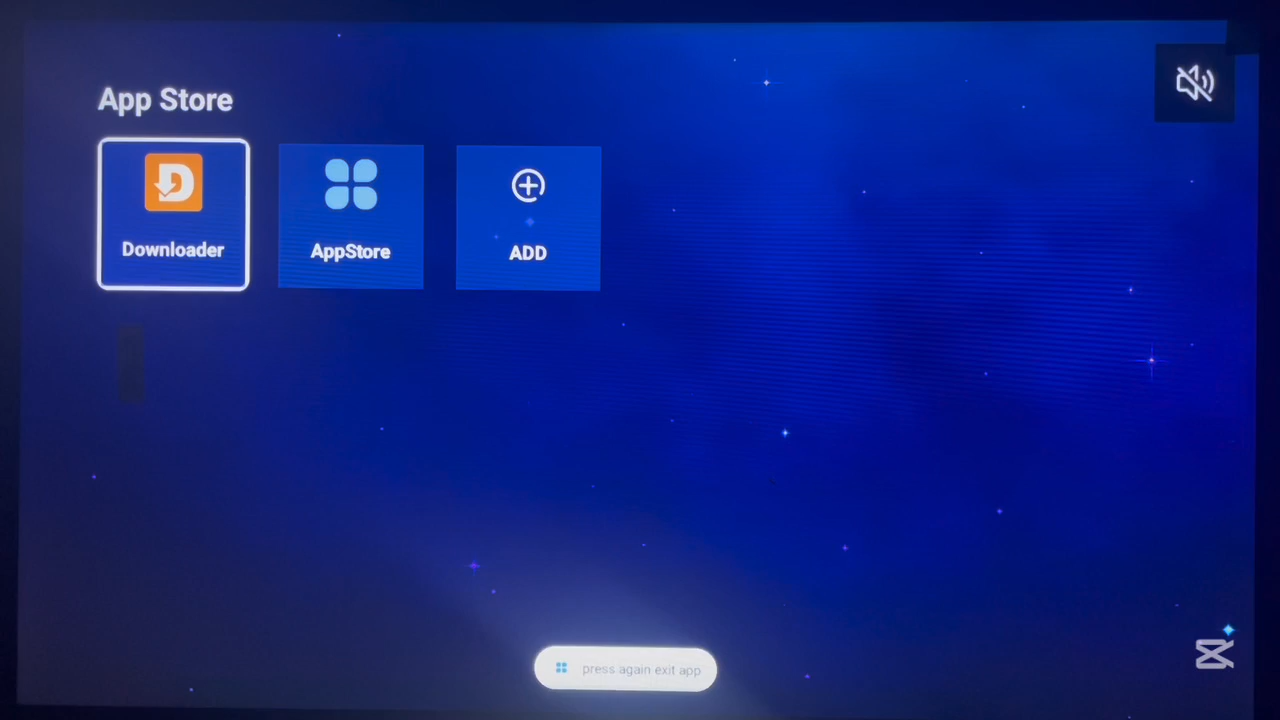 App Store
Downloader
AppStore
ADD
press again exit app